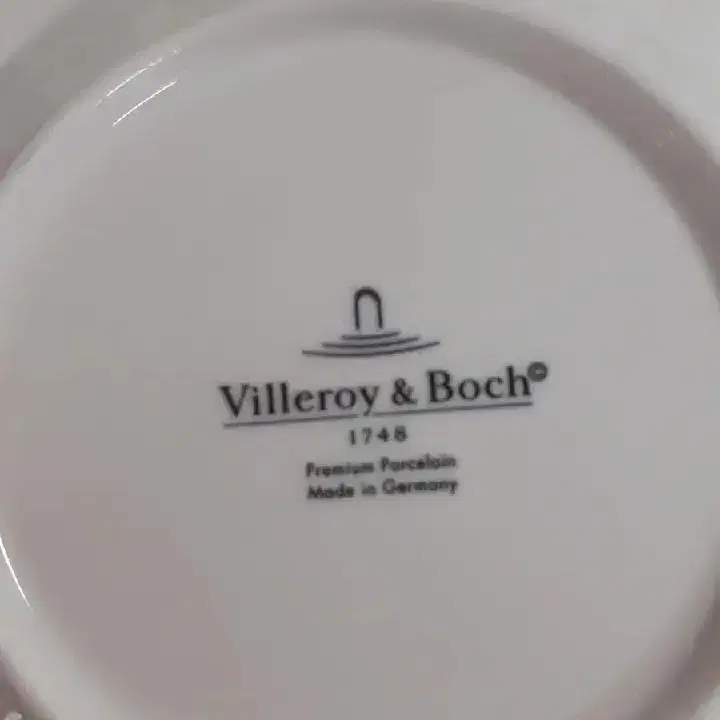 Villeroy & Boch©
1748
Premium Porcelain
Made in Germany